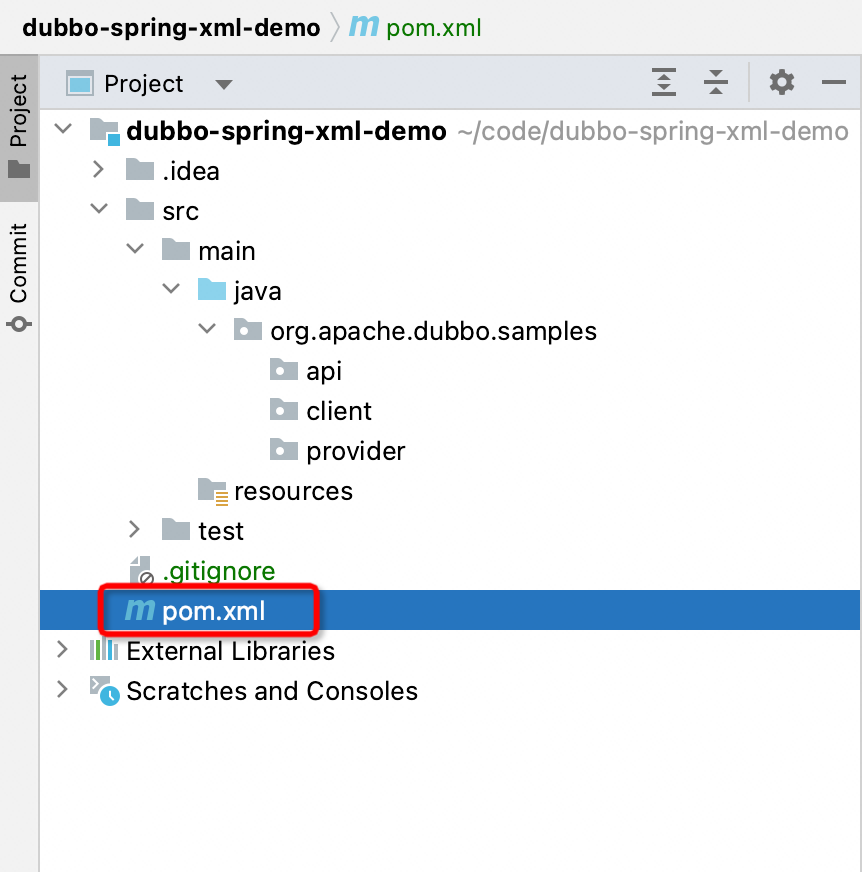 dubbo-spring-xml-demo pom.xml
Project
Project
Commit
dubbo-spring-xml-demo ~/code/dubbo-spring-xml-demo
.idea
src
main
java
org.apache.dubbo.samples
api
client
provider
resources
test
.gitignore
pom.xml
External Libraries
Scratches and Consoles